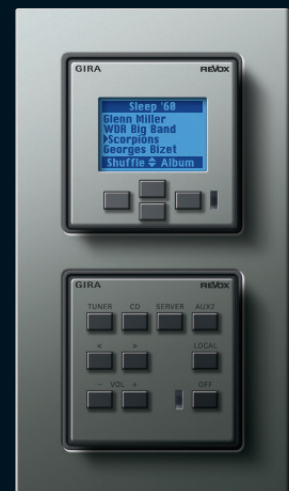 GIRA REVOX
Sleep '60
Glenn Miller
WDR Big Band
Scorpions
Georges Bizet
Shuffle Album
GIRA REVOX
TUNER CD SERVER AUX2
< > LOCAL
- VOL + OFF